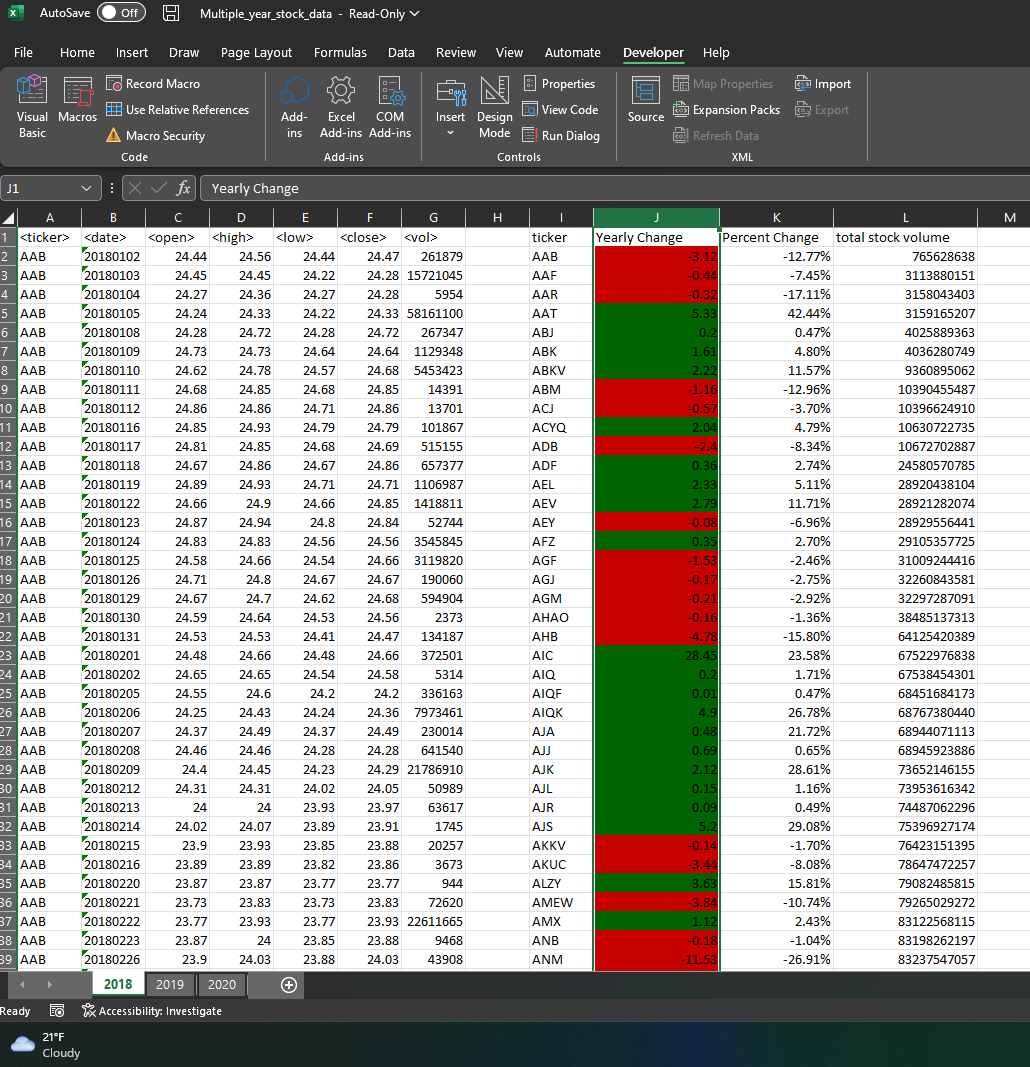 AutoSave Off Multiple_year_stock_data - Read-Only
File Home Insert Draw Page Layout Formulas Data Review View Automate Developer Help
Visual Basic
Macros
Record Macro
Use Relative References
Macro Security
Code
Add-ins
Excel Add-ins
COM Add-ins
Add-ins
Insert
Design Mode
Properties
View Code
Run Dialog
Controls
Source
Map Properties
Expansion Packs
Refresh Data
Import
Export
XML
J1 fx Yearly Change
A B C D E F G H I J K L M
1 <ticker> <date> <open> <high> <low> <close> <vol> ticker Yearly Change Percent Change total stock volume
2 AAB 20180102 24.44 24.56 24.44 24.47 261879 AAB -3.12 -12.77% 765628638
3 AAB 20180103 24.45 24.45 24.27 24.28 15721045 AAF -0.44 -7.45% 3113880151
4 AAB 20180104 24.27 24.36 24.27 24.28 5954 AAR -0.32 -17.11% 3158043403
5 AAB 20180105 24.24 24.33 24.22 24.33 58161100 AAT 5.33 42.44% 3159165207
6 AAB 20180108 24.28 24.72 24.28 24.72 267347 ABJ 0.2 0.47% 4025889363
7 AAB 20180109 24.73 24.73 24.64 24.64 1129348 ABK 1.61 4.80% 4036280749
8 AAB 20180110 24.62 24.78 24.57 24.68 5453423 ABKV 2.22 11.57% 9360895062
9 AAB 20180111 24.68 24.85 24.68 24.85 14391 ABM -1.16 -12.96% 10390455487
10 AAB 20180112 24.86 24.86 24.71 24.86 13701 ACJ -0.57 -3.70% 10396624910
11 AAB 20180116 24.85 24.93 24.79 24.79 101867 ACYQ 2.04 4.79% 10630722735
12 AAB 20180117 24.81 24.85 24.68 24.69 515155 ADB -2.4 -8.34% 10672702887
13 AAB 20180118 24.67 24.86 24.67 24.86 657377 ADF 0.36 2.74% 24580570785
14 AAB 20180119 24.89 24.93 24.71 24.71 1106987 AEL 2.33 5.11% 28920438104
15 AAB 20180122 24.66 24.9 24.66 24.85 1418811 AEV 2.79 11.71% 28921282074
16 AAB 20180123 24.87 24.94 24.8 24.84 52744 AEY -0.08 -6.96% 28929556441
17 AAB 20180124 24.83 24.83 24.56 24.56 3545845 AFZ 0.35 2.70% 29105357725
18 AAB 20180125 24.58 24.66 24.54 24.66 3119820 AGF -1.53 -2.46% 31009244416
19 AAB 20180126 24.71 24.8 24.67 24.67 190060 AGJ -0.17 -2.75% 32260843581
20 AAB 20180129 24.67 24.7 24.62 24.68 594904 AGM -0.21 -2.92% 32297287091
21 AAB 20180130 24.59 24.64 24.53 24.56 2373 AHAO -0.16 -1.36% 38485137313
22 AAB 20180131 24.53 24.53 24.41 24.47 134187 AHB -4.78 -15.80% 64125420389
23 AAB 20180201 24.48 24.66 24.48 24.66 372501 AIC 28.45 23.58% 67522976838
24 AAB 20180202 24.65 24.65 24.54 24.58 5314 AIQ 0.2 1.71% 67538454301
25 AAB 20180205 24.55 24.6 24.2 24.2 336163 AIQF 0.01 0.47% 68451684173
26 AAB 20180206 24.25 24.43 24.24 24.36 7973461 AIQK 4.9 26.78% 68767380440
27 AAB 20180207 24.37 24.49 24.37 24.49 230014 AJA 0.48 21.72% 68944071113
28 AAB 20180208 24.46 24.46 24.28 24.28 641540 AJJ 0.69 0.65% 68945923886
29 AAB 20180209 24.4 24.45 24.23 24.29 21786910 AJK 2.12 28.61% 73652146155
30 AAB 20180212 24.31 24.31 24.02 24.05 50989 AJL 0.15 1.16% 73953616342
31 AAB 20180213 24 24 23.93 23.97 63617 AJR 0.09 0.49% 74487062296
32 AAB 20180214 24.02 24.07 23.89 23.91 1745 AJS 5.2 29.08% 75396927174
33 AAB 20180215 23.9 23.93 23.85 23.88 20257 AKKV -0.14 -1.70% 76423151395
34 AAB 20180216 23.89 23.89 23.82 23.86 3673 AKUC -3.44 -8.08% 78647472257
35 AAB 20180220 23.87 23.87 23.77 23.77 944 ALZY 3.63 15.81% 79082485815
36 AAB 20180221 23.73 23.83 23.73 23.83 72620 AMEW -3.84 -10.74% 79265029272
37 AAB 20180222 23.77 23.93 23.77 23.93 22611665 AMX 1.12 2.43% 83122568115
38 AAB 20180223 23.87 24 23.85 23.88 9468 ANB -0.18 -1.04% 83198262197
39 AAB 20180226 23.9 24.03 23.88 24.03 43908 ANM -11.53 -26.91% 83237547057
2018 2019 2020
Ready Accessibility: Investigate
21°F
Cloudy